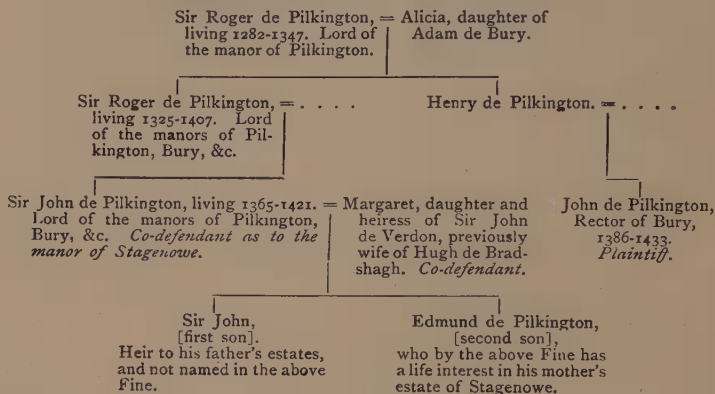 Sir Roger de Pilkington, = Alicia, daughter of
living 1282-1347. Lord of Adam de Bury.
the manor of Pilkington.
Sir Roger de Pilkington, = . . . .
living 1325-1407. Lord
of the manors of Pil-
kington, Bury, &c.
Henry de Pilkington. = . . . .
Sir John de Pilkington, living 1365-1421. =
Lord of the manors of Pilkington,
Bury, &c. Co-defendant as to the
manor of Stagenowe.
Margaret, daughter and
heiress of Sir John
de Verdon, previously
wife of Hugh de Brad-
shagh. Co-defendant.
John de Pilkington,
Rector of Bury,
1386-1433.
Plaintiff.
Sir John,
[first son].
Heir to his father's estates,
and not named in the above
Fine.
Edmund de Pilkington,
[second son],
who by the above Fine has
a life interest in his mother's
estate of Stagenowe.